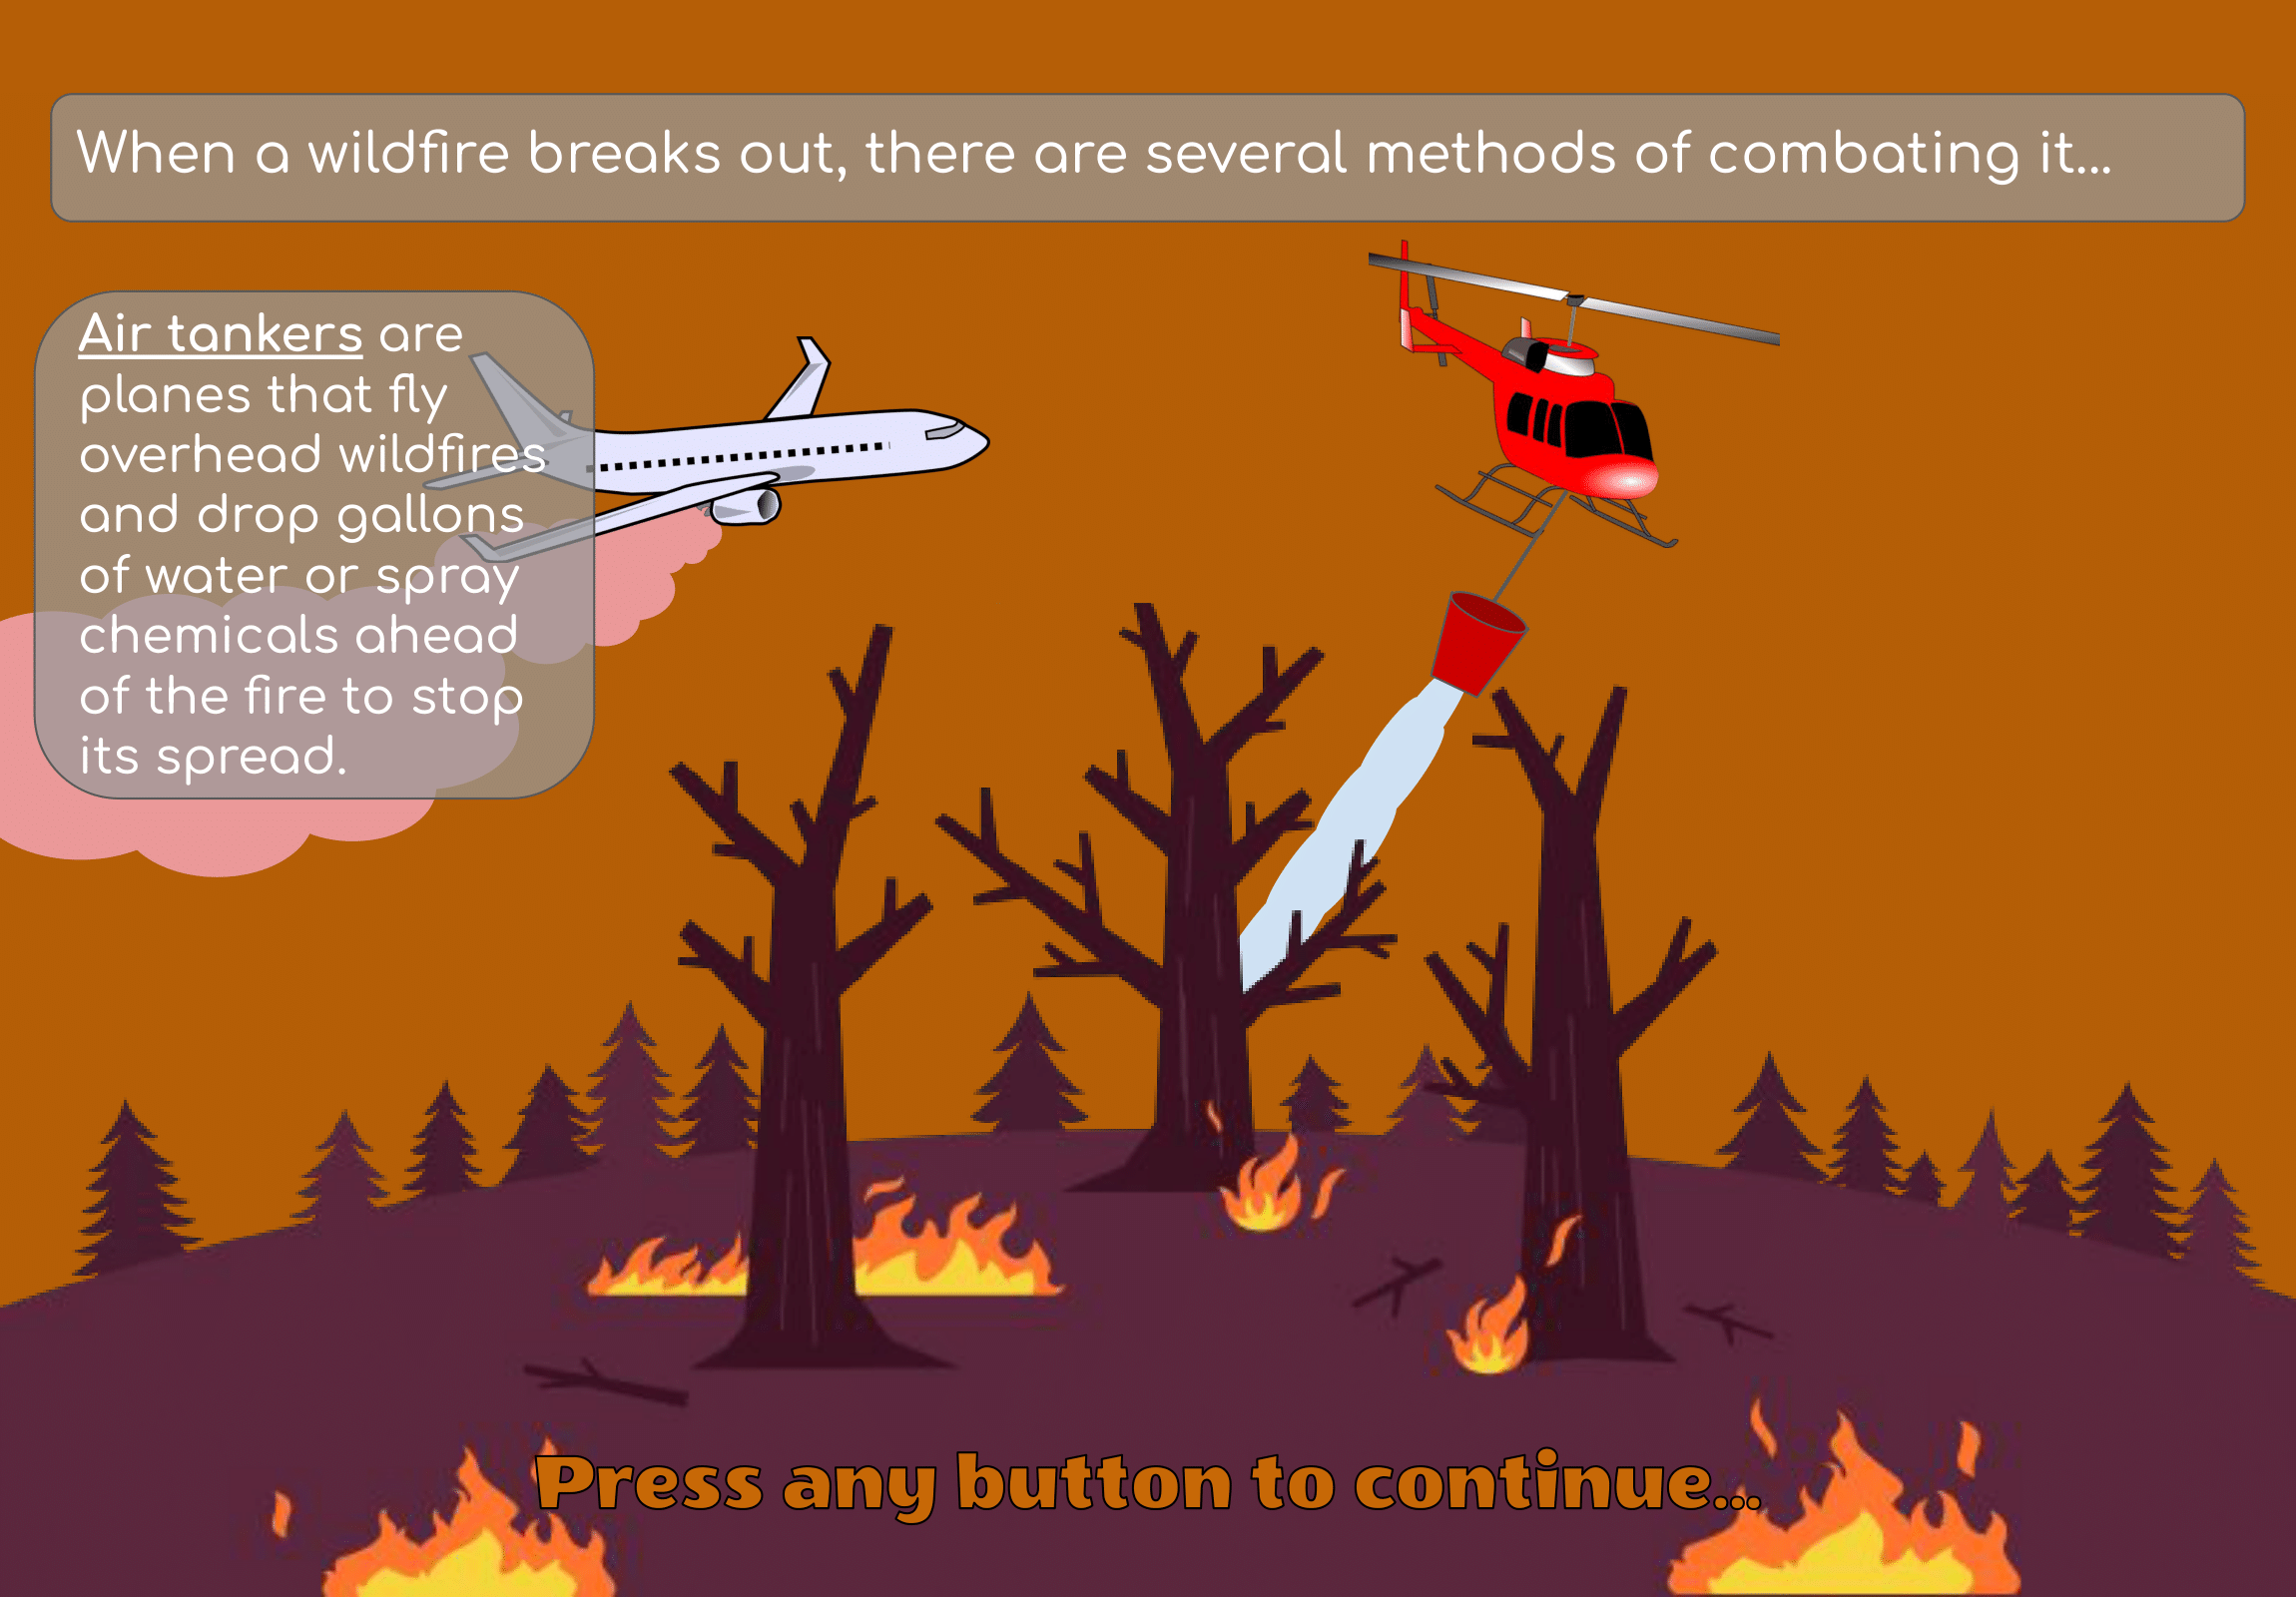 When a wildfire breaks out, there are several methods of combating it...
Air tankers are
planes that fly
overhead wildfires
and drop gallons
of water or spray
chemicals ahead
of the fire to stop
its spread.
Press any button to continue...